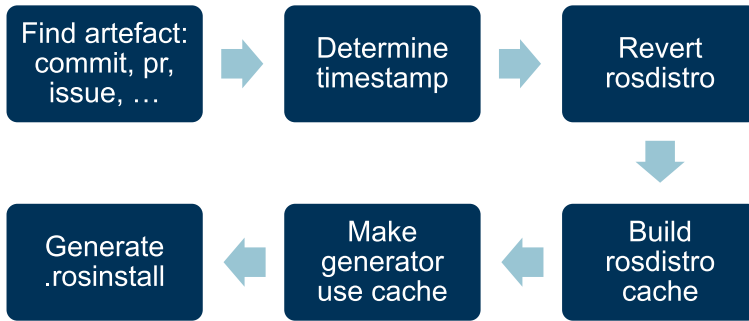 Find artefact:
commit, pr,
issue, …
Determine
timestamp
Revert
rosdistro
Generate
.rosinstall
Make
generator
use cache
Build
rosdistro
cache